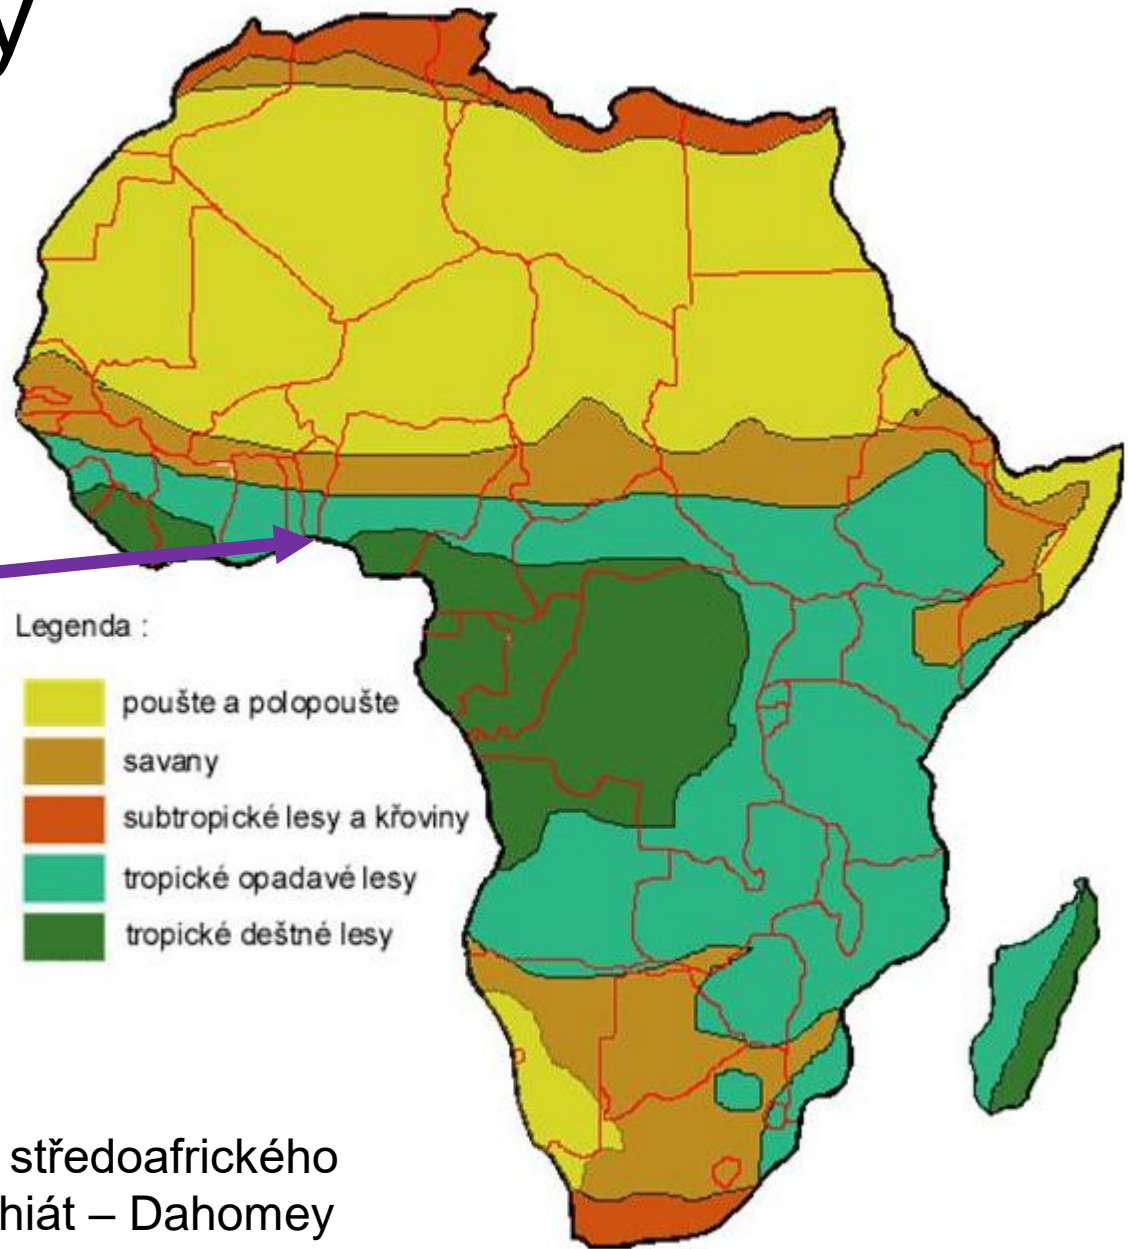 y
Legenda :
pouště a polopouště
savany
subtropické lesy a křoviny
tropické opadavé lesy
tropické deštné lesy
středoafrického
hiát – Dahomey